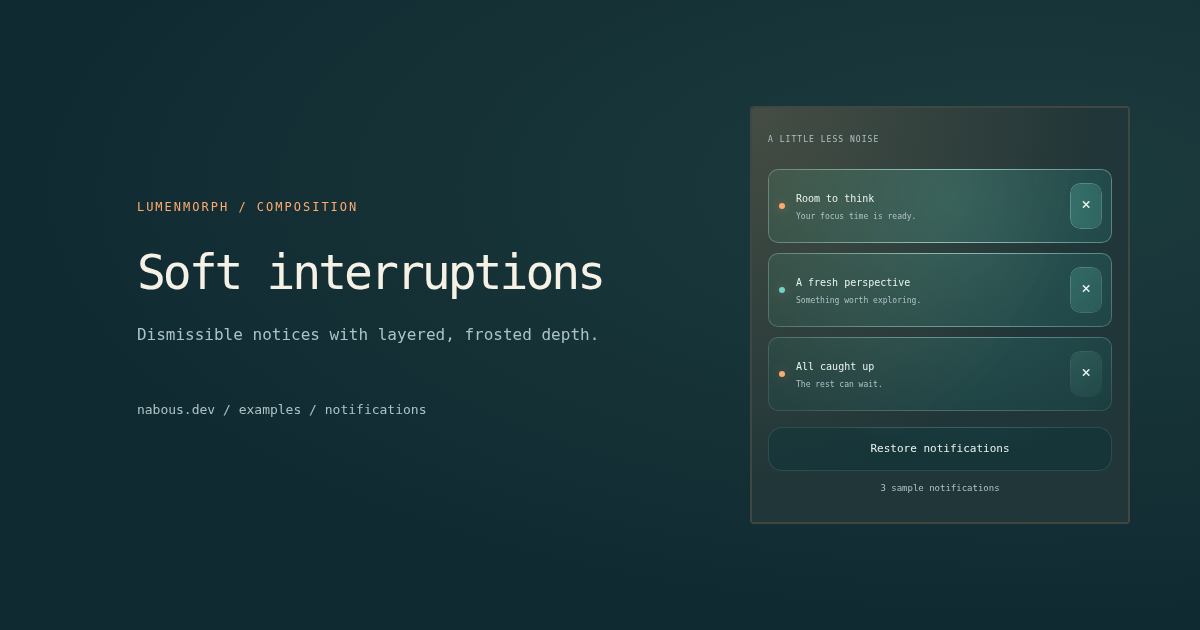 LUMENMORPH / COMPOSITION
Soft interruptions
Dismissible notices with layered, frosted depth.
nabous.dev / examples / notifications
A LITTLE LESS NOISE
Room to think
Your focus time is ready.
×
A fresh perspective
Something worth exploring.
×
All caught up
The rest can wait.
×
Restore notifications
3 sample notifications